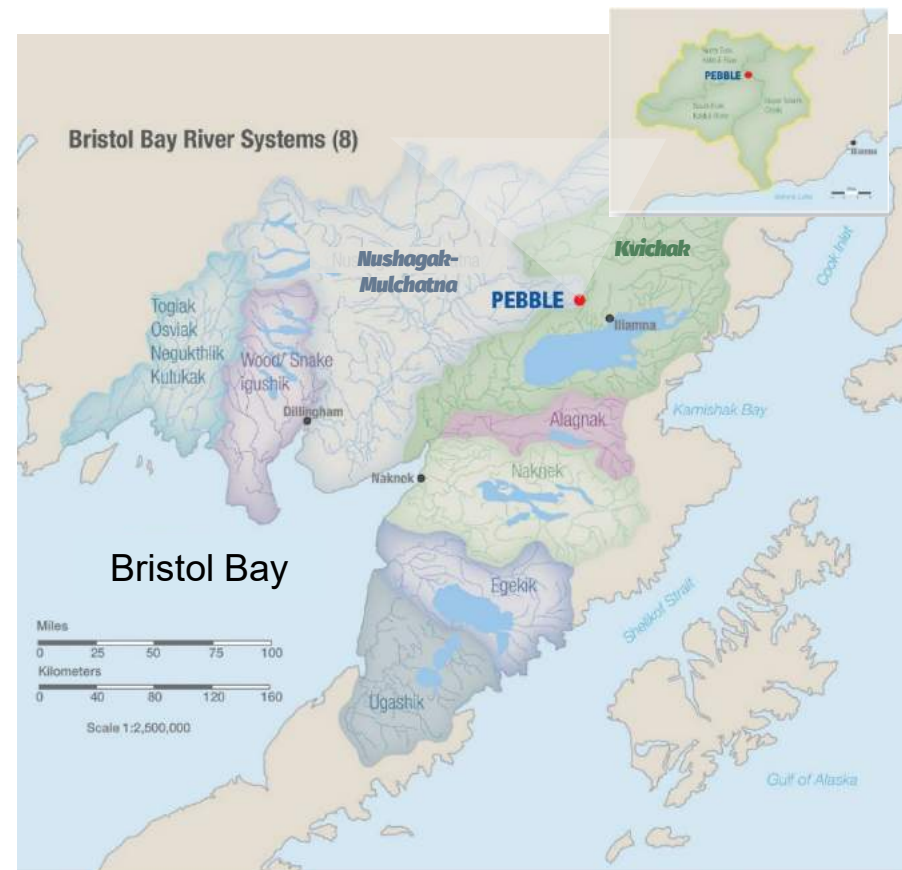 Bristol Bay River Systems (8)
PEBBLE
Iliamna
Nushagak-
Mulchatna
Kvichak
PEBBLE
Iliamna
Cook Inlet
Togiak
Osviak
Negukthlik
Kulukak
Wood/ Snake
igushik
Dillingham
Alagnak
Kamishak Bay
Naknek
Naknek
Bristol Bay
Egekik
Shelikof Strait
Ugashik
Miles
0 25 50 75 100
Kilometers
0 40 80 120 160
Scale 1:2,500,000
Gulf of Alaska